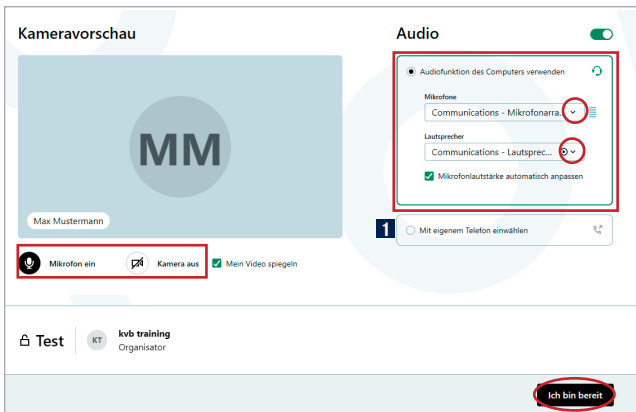 Kameravorschau
MM
Max Mustermann
Mikrofon ein
Kamera aus
Mein Video spiegeln
Audio
Audiofunktion des Computers verwenden
Mikrofone
Communications - Mikrofonarra...
Lautsprecher
Communications - Lautsprec...
Mikrofonlautstärke automatisch anpassen
1
Mit eigenem Telefon einwählen
Test
KT
kvb training
Organisator
Ich bin bereit